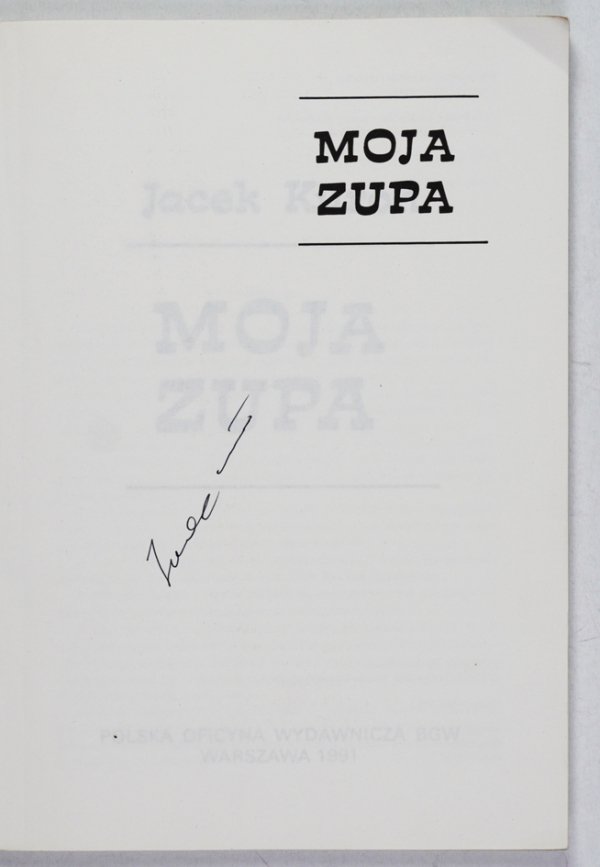 MOJA
ZUPA
Jacek K
MOJA
ZUPA
POLSKA OFICYNA WYDAWNICZA BGW
WARSZAWA 1991